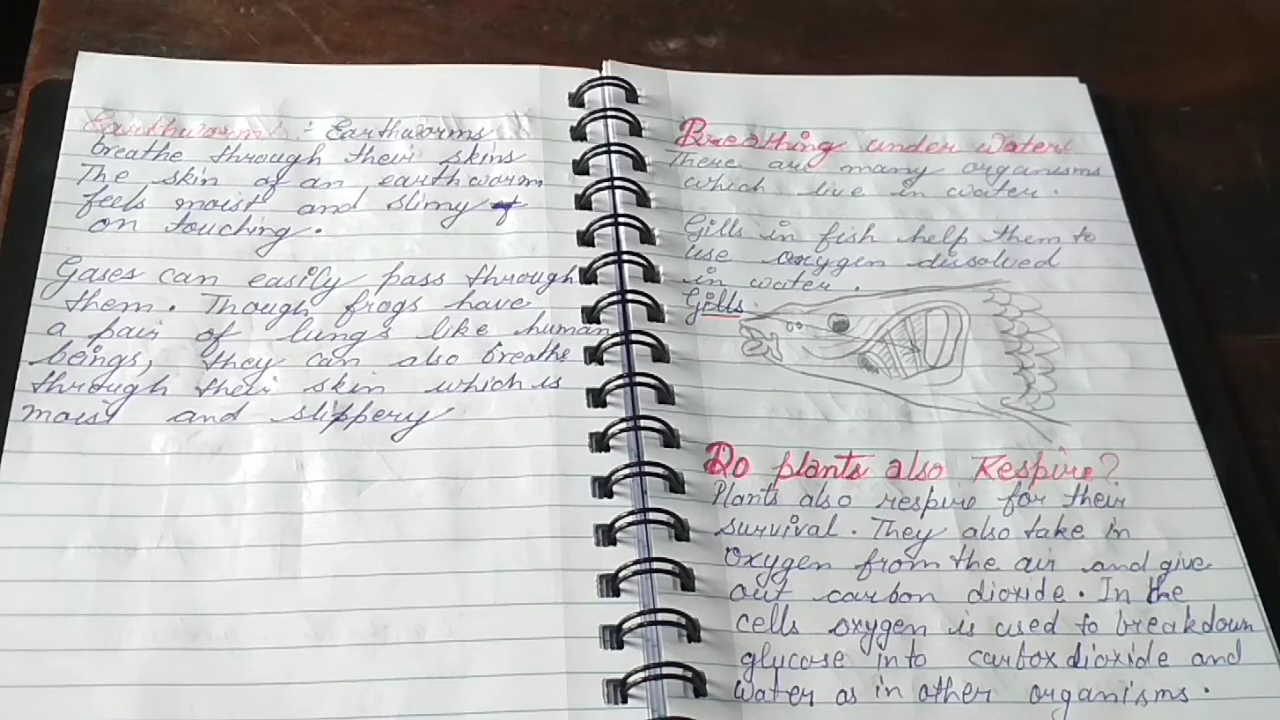 Earthworms :- Earthworms
breathe through their skins
The skin of an earthworm
feels moist and slimy
on touching.
Gases can easily pass through
them. Though frogs have
a pair of lungs like human
beings, they can also breathe
through their skin which is
moist and slippery
Breathing under Water
There are many organisms
which live in water.
Gills in fish help them to
use oxygen dissolved
in water.
Gills.
Do plants also Respire?
Plants also respire for their
survival. They also take in
oxygen from the air and give
out carbon dioxide. In the
cells oxygen is used to breakdown
glycose into carbox dioxide and
water as in other organisms.